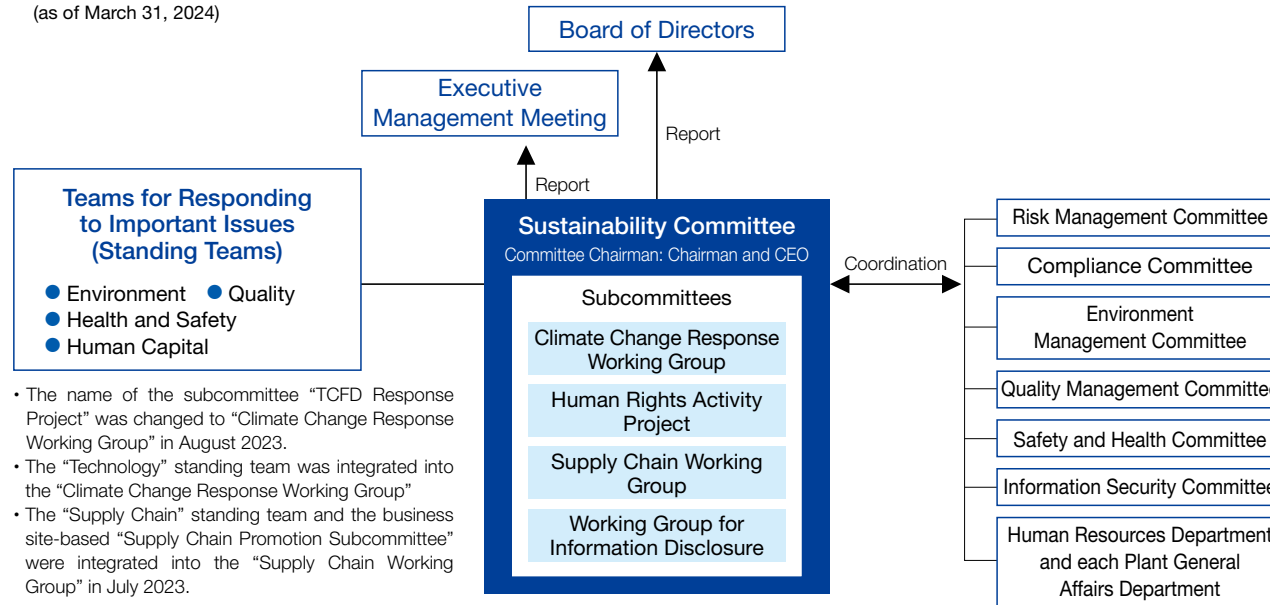 (as of March 31, 2024)
Board of Directors
Executive
Management Meeting
Report
Report
Teams for Responding
to Important Issues
(Standing Teams)
● Environment ● Quality
● Health and Safety
● Human Capital
Sustainability Committee
Committee Chairman: Chairman and CEO
Subcommittees
Climate Change Response
Working Group
Human Rights Activity
Project
Supply Chain Working
Group
Working Group for
Information Disclosure
Coordination
Risk Management Committee
Compliance Committee
Environment
Management Committee
Quality Management Committee
Safety and Health Committee
Information Security Committee
Human Resources Department
and each Plant General
Affairs Department
• The name of the subcommittee “TCFD Response
Project” was changed to “Climate Change Response
Working Group” in August 2023.
• The “Technology” standing team was integrated into
the “Climate Change Response Working Group”
• The “Supply Chain” standing team and the business
site-based “Supply Chain Promotion Subcommittee”
were integrated into the “Supply Chain Working
Group” in July 2023.